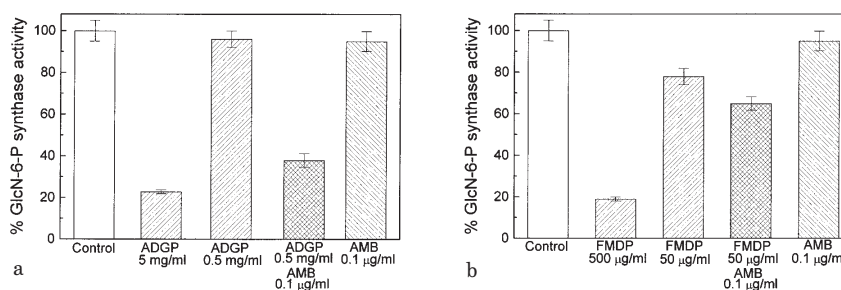 % GlcN-6-P synthase activity
100
80
60
40
20
0
Control
ADGP
5 mg/ml
ADGP
0.5 mg/ml
ADGP
0.5 mg/ml
AMB
0.1 µg/ml
AMB
0.1 µg/ml
a
% GlcN-6-P synthase activity
100
80
60
40
20
0
Control
FMDP
500 µg/ml
FMDP
50 µg/ml
FMDP
50 µg/ml
AMB
0.1 µg/ml
AMB
0.1 µg/ml
b